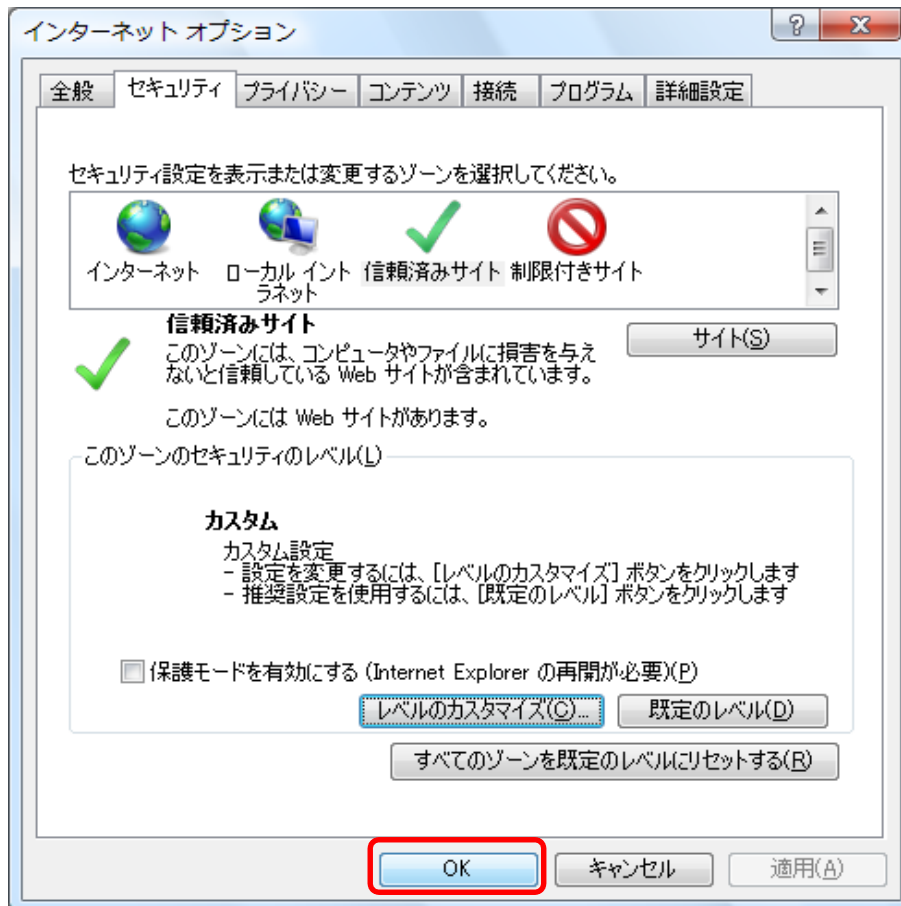 インターネット オプション
全般 セキュリティ プライバシー コンテンツ 接続 プログラム 詳細設定
セキュリティ設定を表示または変更するゾーンを選択してください。
インターネット ローカル イント 信頼済みサイト 制限付きサイト
ラネット
信頼済みサイト
サイト(S)
このゾーンには、コンピュータやファイルに損害を与え
ないと信頼している Web サイトが含まれています。
このゾーンには Web サイトがあります。
このゾーンのセキュリティのレベル(L)
カスタム
カスタム設定
- 設定を変更するには、[レベルのカスタマイズ] ボタンをクリックします
- 推奨設定を使用するには、[既定のレベル] ボタンをクリックします
保護モードを有効にする (Internet Explorer の再開が必要)(P)
レベルのカスタマイズ(C)... 既定のレベル(D)
すべてのゾーンを既定のレベルにリセットする(R)
OK キャンセル 適用(A)